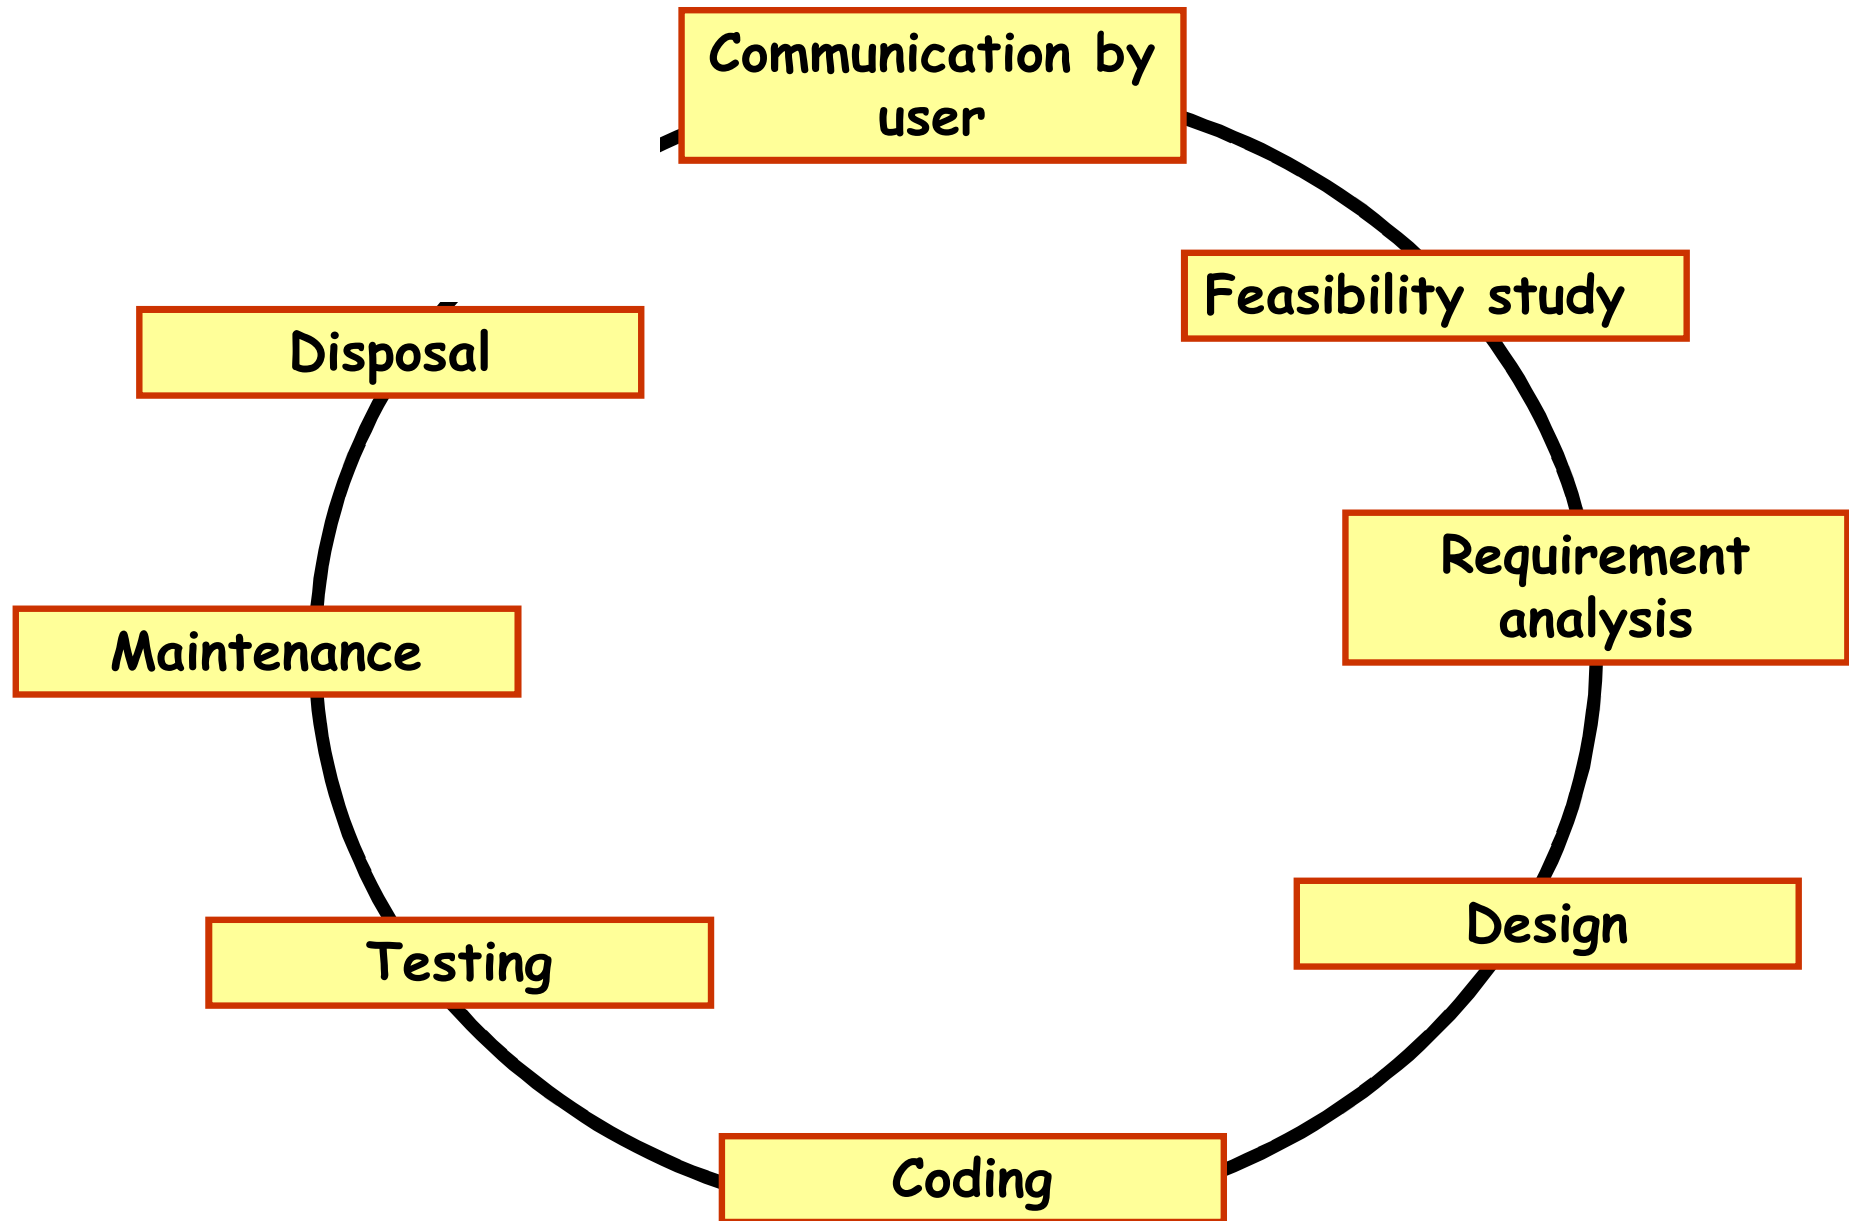 Communication by
user
Feasibility study
Requirement
analysis
Design
Coding
Testing
Maintenance
Disposal